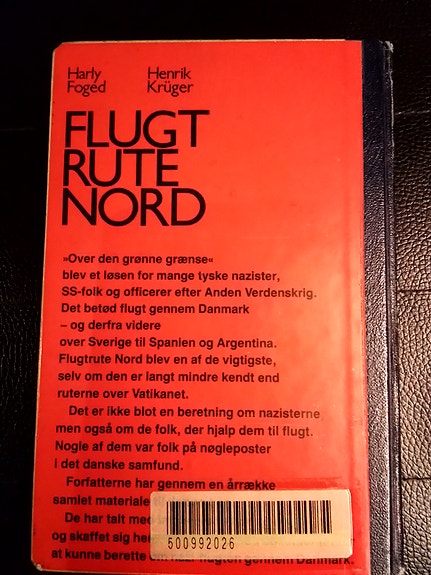 Harly Henrik
Foged Krüger
FLUGT
RUTE
NORD
»Over den grønne grænse«
blev et løsen for mange tyske nazister,
SS-folk og officerer efter Anden Verdenskrig.
Det betød flugt gennem Danmark
– og derfra videre
over Sverige til Spanien og Argentina.
Flugtrute Nord blev en af de vigtigste,
selv om den er langt mindre kendt end
ruterne over Vatikanet.
Det er ikke blot en beretning om nazisterne
men også om de folk, der hjalp dem til flugt.
Nogle af dem var folk på nøgleposter
i det danske samfund.
Forfatterne har gennem en årrække
samlet materiale
De har talt med
og skaffet sig
at kunne berette om nazi-flugten gennem Danmark.
500992026